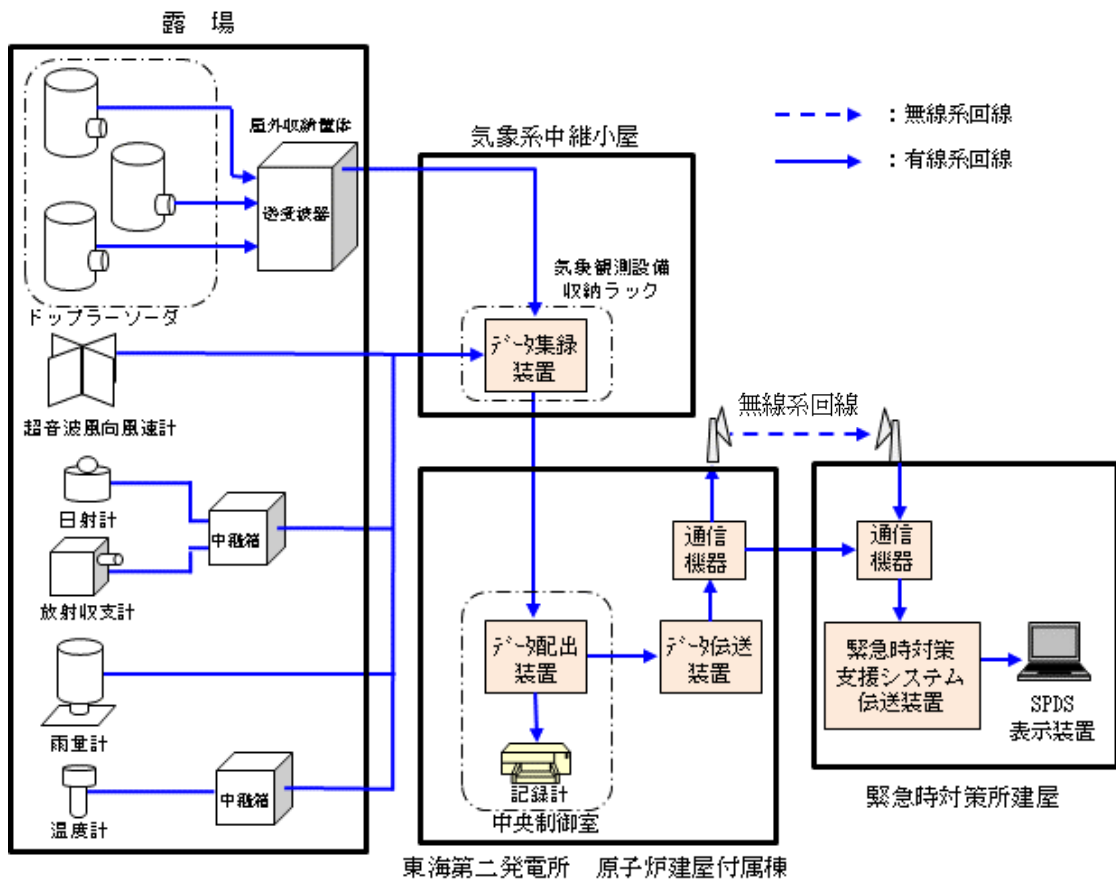 露　場
屋外収納筐体
送受波器
ドップラーソーダ
超音波風向風速計
日射計
中継箱
放射収支計
雨量計
中継箱
温度計
気象系中継小屋
気象観測設備
収納ラック
データ集録
装置
：無線系回線
：有線系回線
無線系回線
通信
機器
データ配出
装置
データ伝送
装置
記録計
中央制御室
東海第二発電所　原子炉建屋付属棟
通信
機器
緊急時対策
支援システム
伝送装置
SPDS
表示装置
緊急時対策所建屋